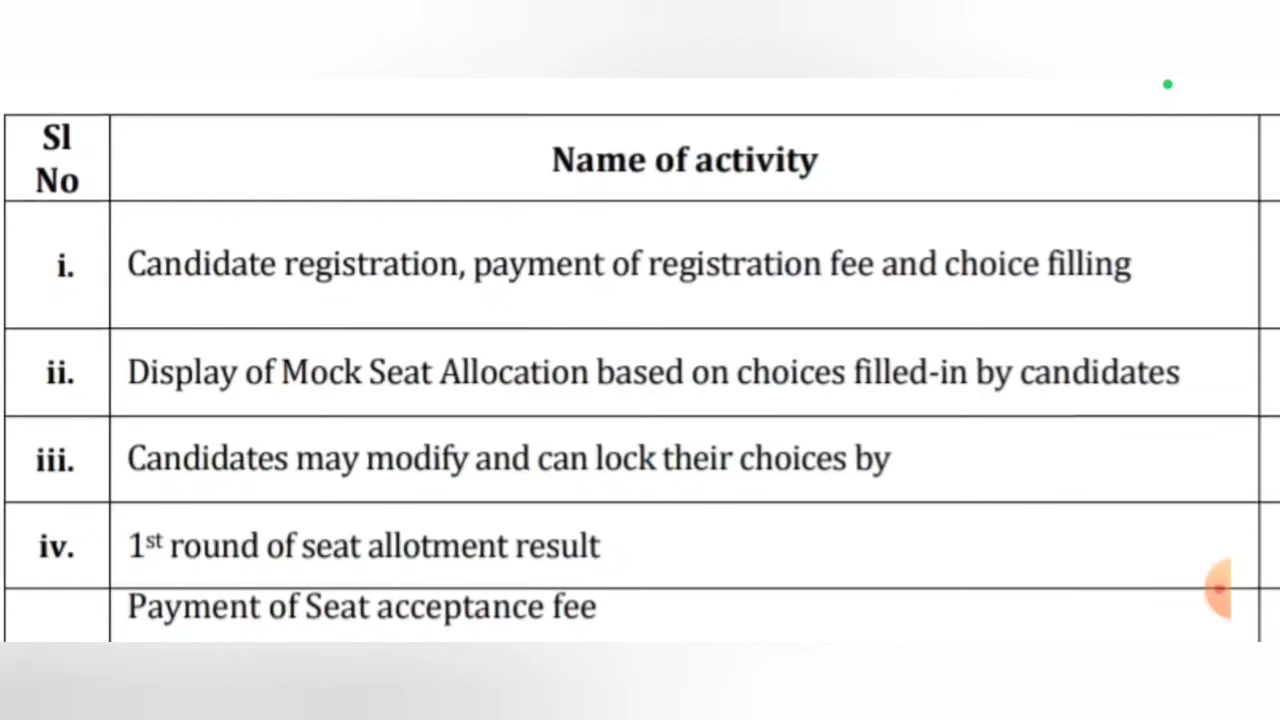 Sl
No
Name of activity
i.
Candidate registration, payment of registration fee and choice filling
ii.
Display of Mock Seat Allocation based on choices filled-in by candidates
iii.
Candidates may modify and can lock their choices by
iv.
1st round of seat allotment result
Payment of Seat acceptance fee